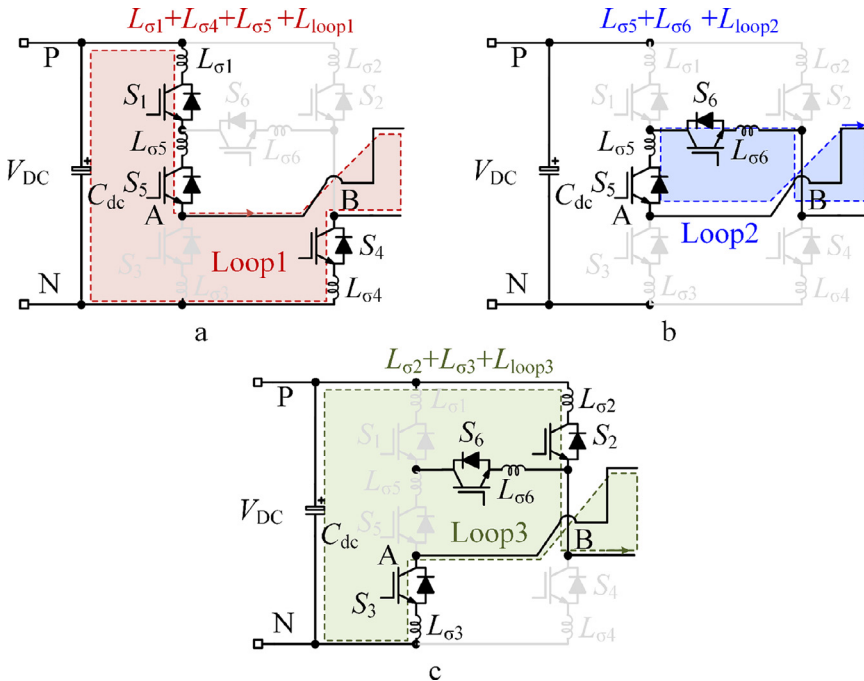 Lσ1+Lσ4+Lσ5 +Lloop1
P
Lσ1
Lσ2
S1
S6
S2
Lσ5
Lσ6
VDC
+
Cdc
S5
A
B
S3
Loop1
S4
N
Lσ3
Lσ4
a
Lσ5+Lσ6 +Lloop2
P
Lσ1
Lσ2
S1
S6
S2
Lσ5
Lσ6
VDC
+
Cdc
S5
A
B
S3
Loop2
S4
N
Lσ3
Lσ4
b
Lσ2+Lσ3+Lloop3
P
Lσ1
Lσ2
S1
S6
S2
Lσ5
Lσ6
VDC
+
Cdc
S5
Loop3
A
B
S3
S4
N
Lσ3
Lσ4
c